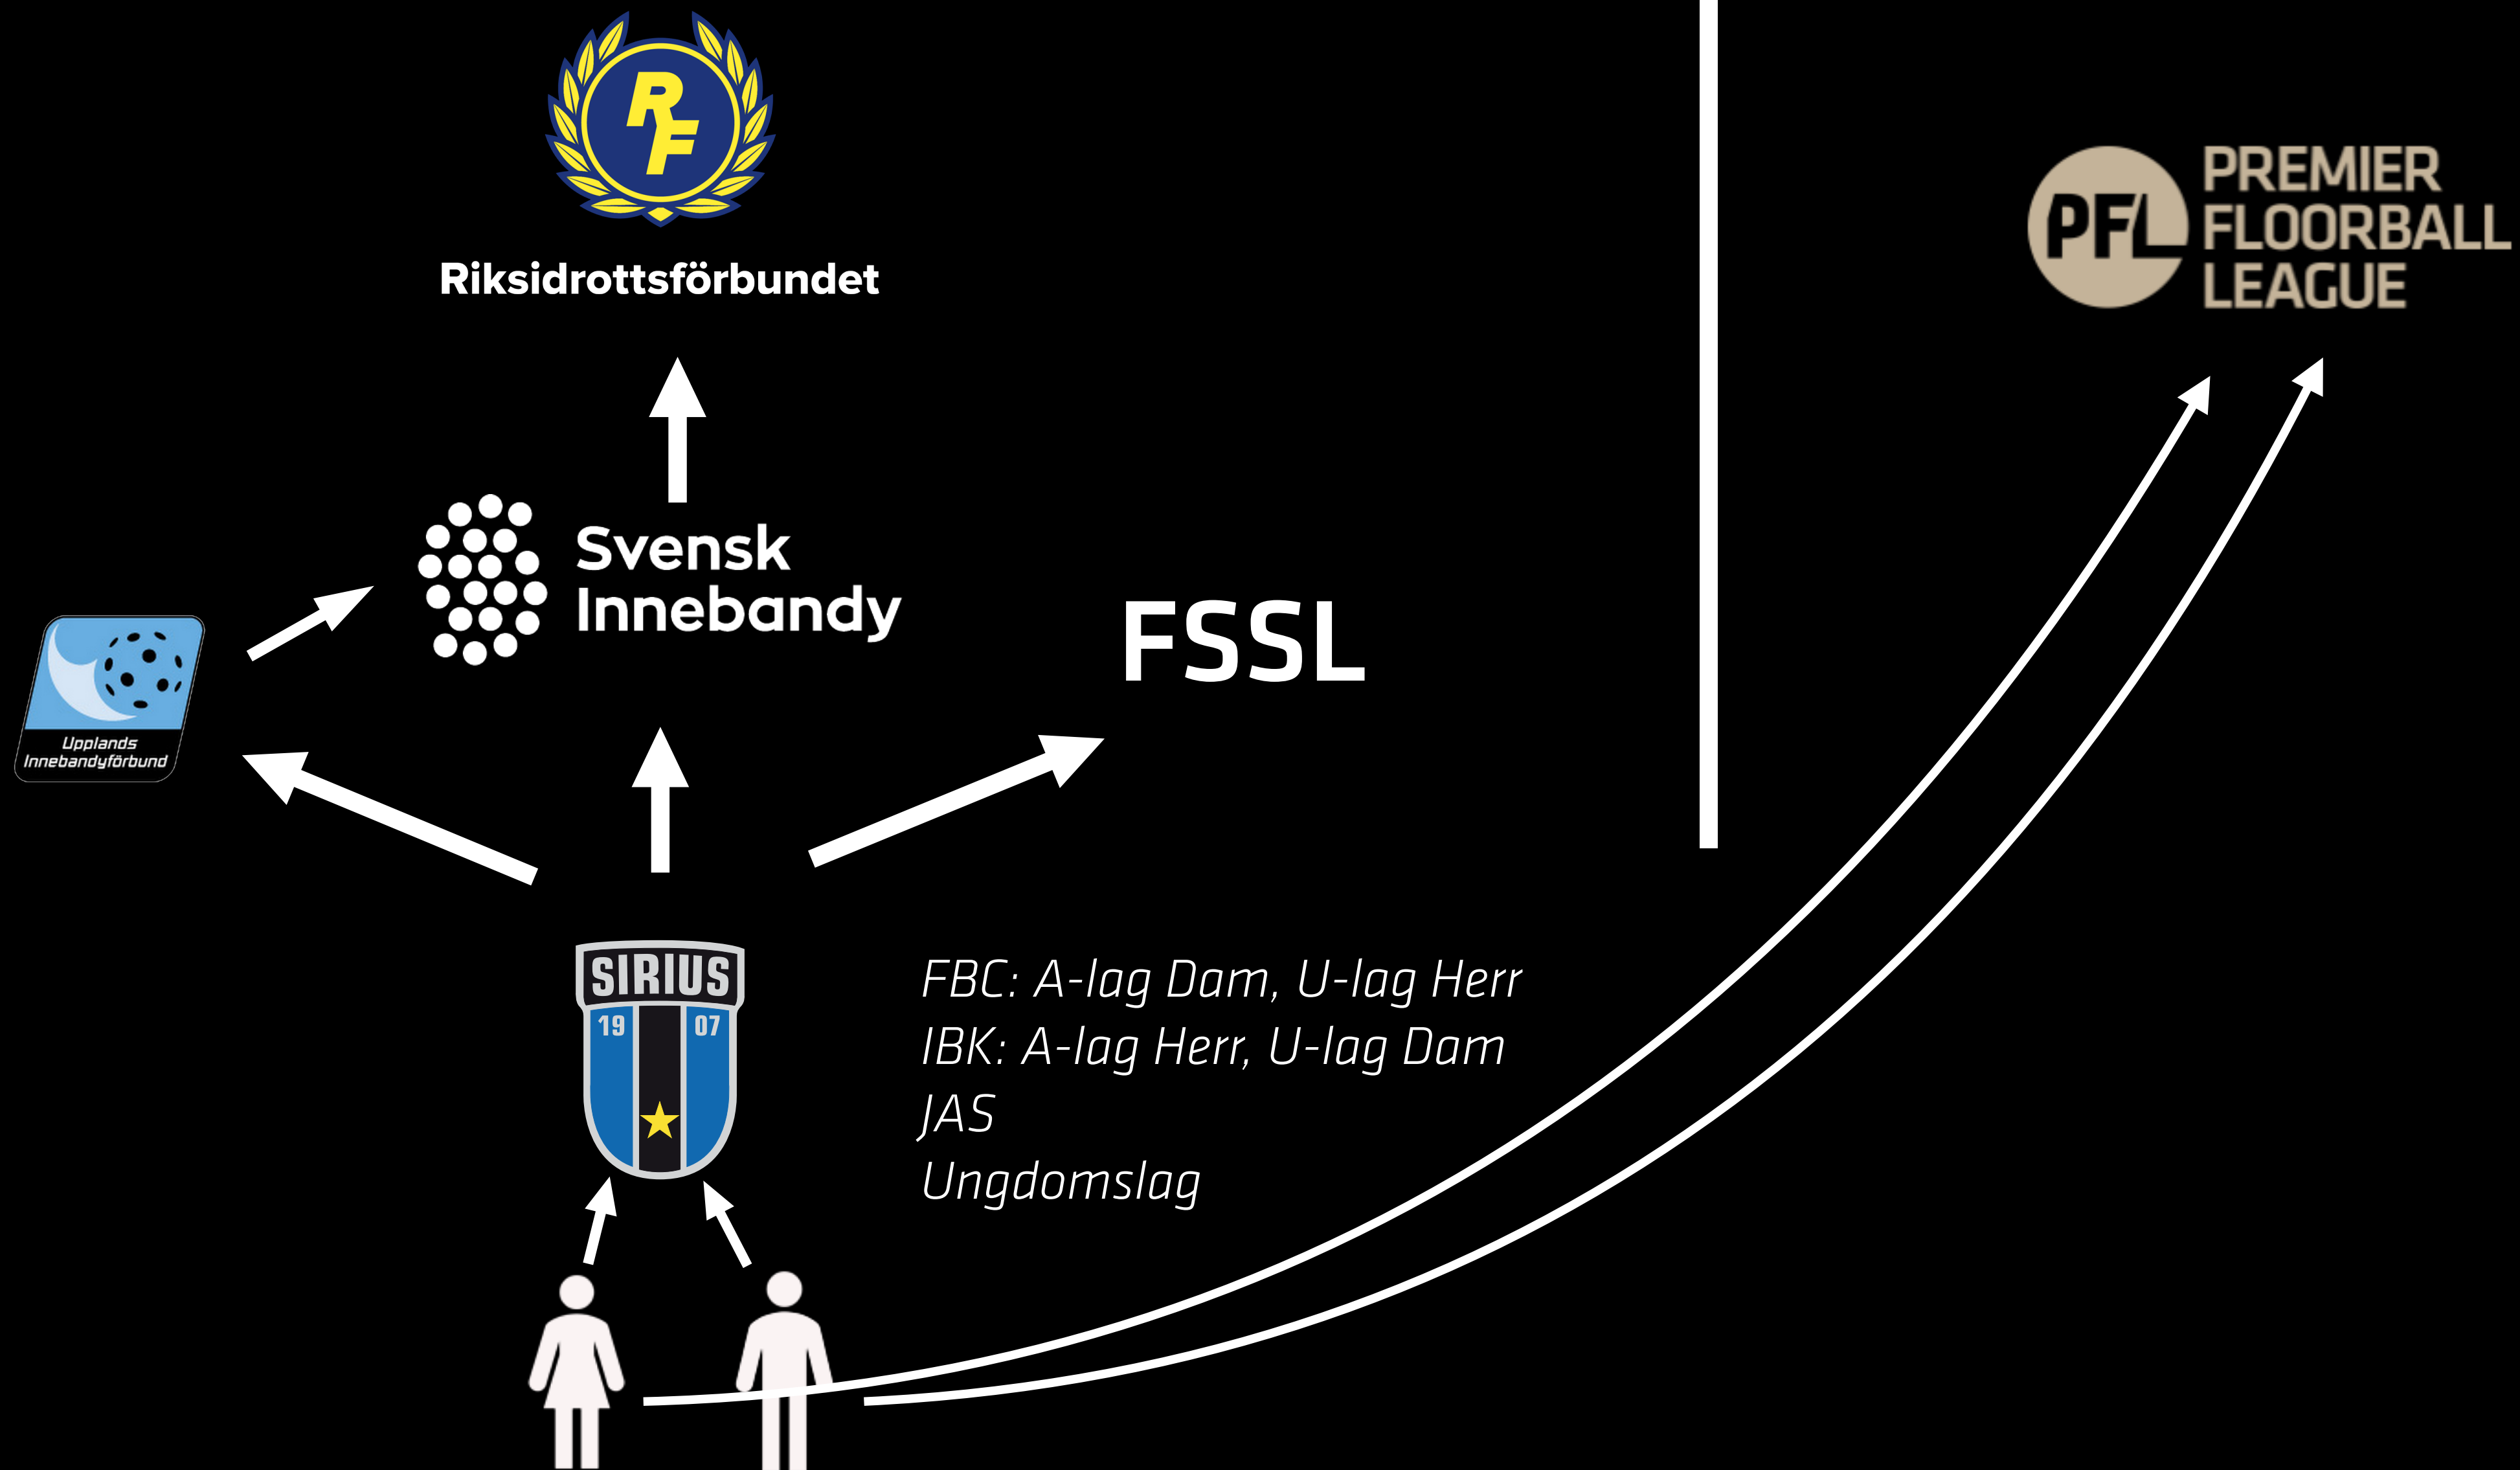 RF
Riksidrottsförbundet
PFL
PREMIER
FLOORBALL
LEAGUE
Svensk
Innebandy
FSSL
Upplands
Innebandyförbund
SIRIUS
19 07
FBC: A-lag Dam, U-lag Herr
IBK: A-lag Herr, U-lag Dam
JAS
Ungdomslag